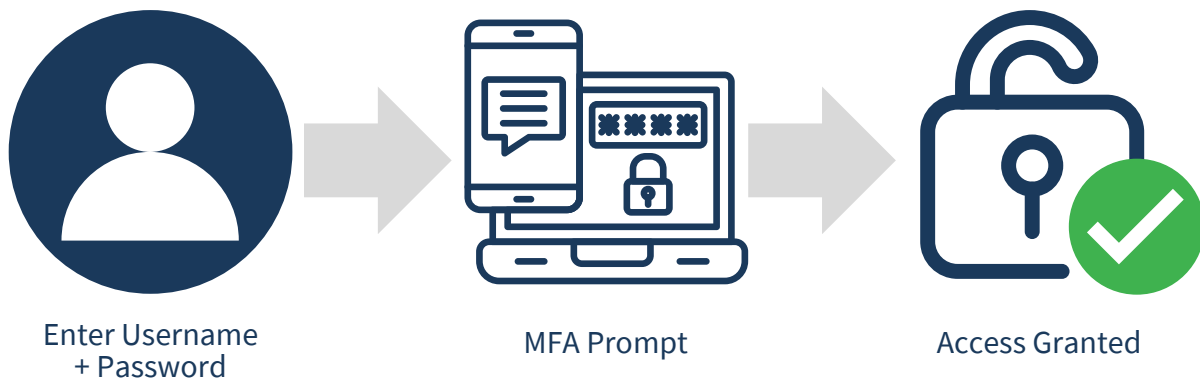 Enter Username
+ Password
MFA Prompt
Access Granted